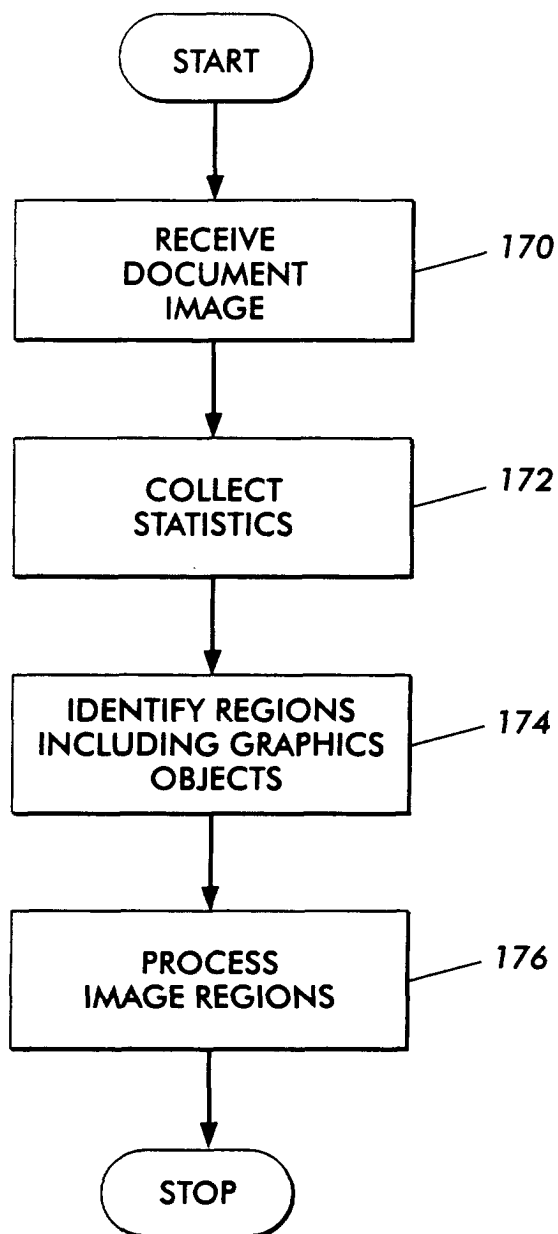 START
RECEIVE
DOCUMENT
IMAGE
170
COLLECT
STATISTICS
172
IDENTIFY REGIONS
INCLUDING GRAPHICS
OBJECTS
174
PROCESS
IMAGE REGIONS
176
STOP